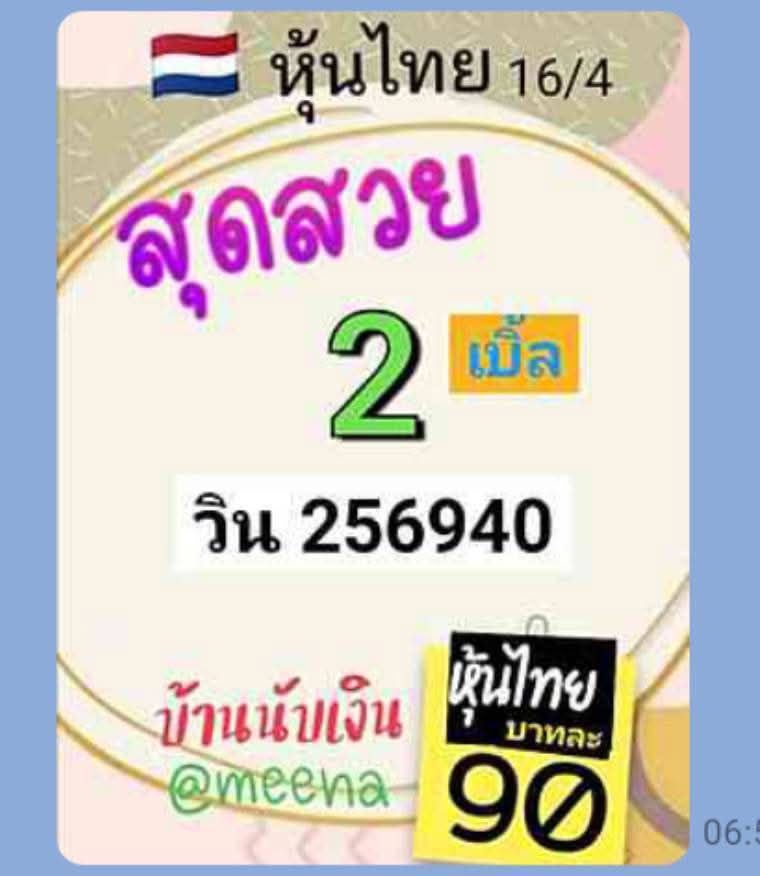 หุ้นไทย 16/4
สุดสวย
2 เบิ้ล
วิน 256940
บ้านนับเงิน
@meena
หุ้นไทย
บาทละ
90